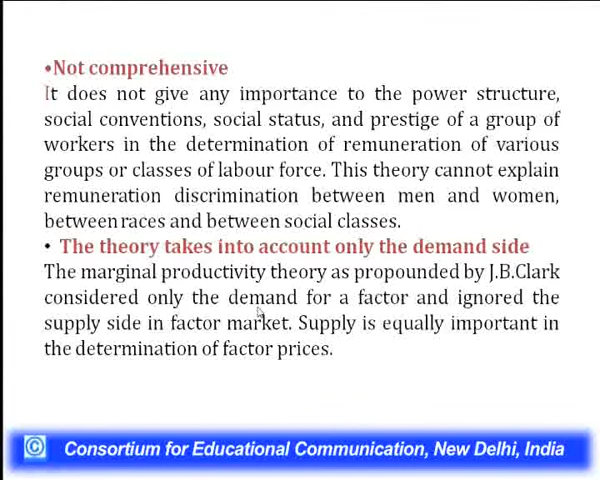 •Not comprehensive
It does not give any importance to the power structure,
social conventions, social status, and prestige of a group of
workers in the determination of remuneration of various
groups or classes of labour force. This theory cannot explain
remuneration discrimination between men and women,
between races and between social classes.
• The theory takes into account only the demand side
The marginal productivity theory as propounded by J.B.Clark
considered only the demand for a factor and ignored the
supply side in factor market. Supply is equally important in
the determination of factor prices.
© Consortium for Educational Communication, New Delhi, India